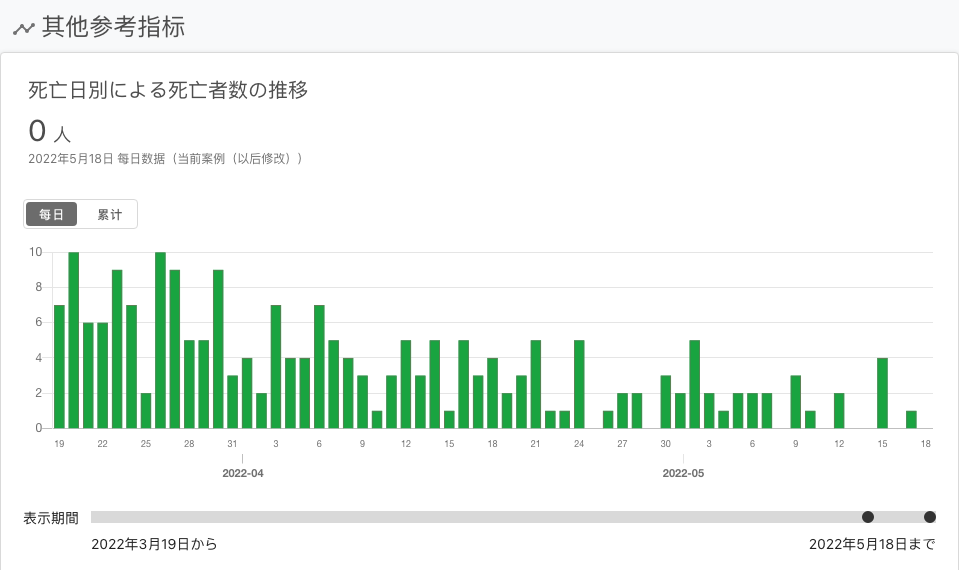 其他参考指标
死亡日別による死亡者数の推移
0 人
2022年5月18日 每日数据（当前案例（以后修改））
每日 累计
10
8
6
4
2
0
19 22 25 28 31 3 6 9 12 15 18 21 24 27 30 3 6 9 12 15 18
2022-04 2022-05
表示期間
2022年3月19日から 2022年5月18日まで